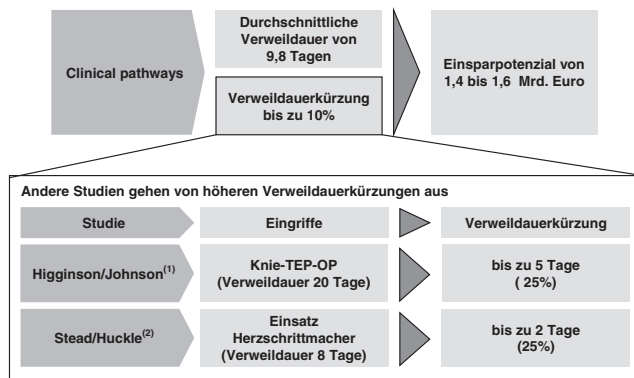 Clinical pathways
Durchschnittliche
Verweildauer von
9,8 Tagen
Verweildauerkürzung
bis zu 10%
Einsparpotenzial von
1,4 bis 1,6 Mrd. Euro
Andere Studien gehen von höheren Verweildauerkürzungen aus
Studie
Eingriffe
Verweildauerkürzung
Higginson/Johnson(1)
Knie-TEP-OP
(Verweildauer 20 Tage)
bis zu 5 Tage
( 25%)
Stead/Huckle(2)
Einsatz
Herzschrittmacher
(Verweildauer 8 Tage)
bis zu 2 Tage
(25%)